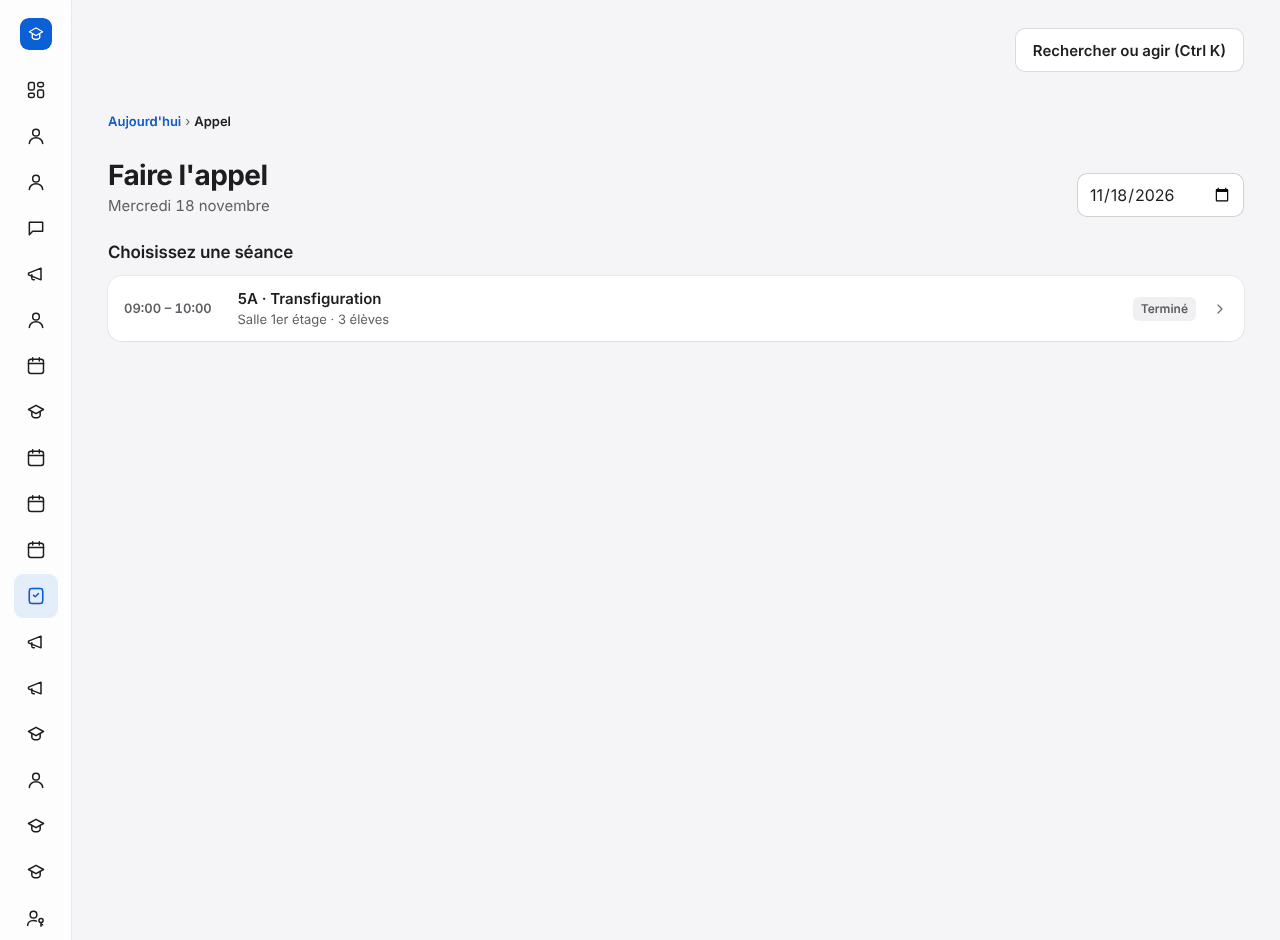 Rechercher ou agir (Ctrl K)
Aujourd'hui › Appel
Faire l'appel
Mercredi 18 novembre
11/18/2026
Choisissez une séance
09:00 – 10:00
5A · Transfiguration
Salle 1er étage · 3 élèves
Terminé